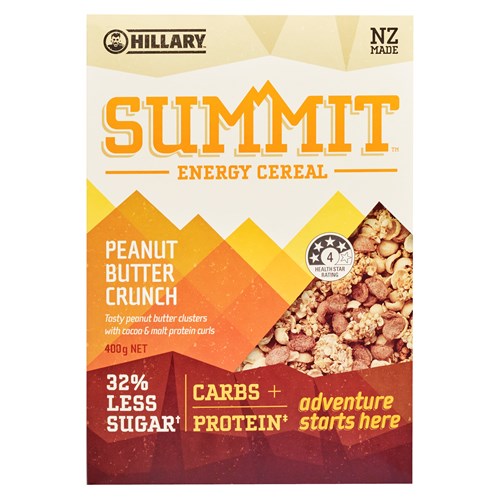 HILLARY
NZ
MADE
SUMMIT™
ENERGY CEREAL
PEANUT
BUTTER
CRUNCH
Tasty peanut butter clusters
with cocoa & malt protein curls
400g NET
4
HEALTH STAR
RATING
32%
LESS
SUGAR†
CARBS +
PROTEIN‡
adventure
starts here